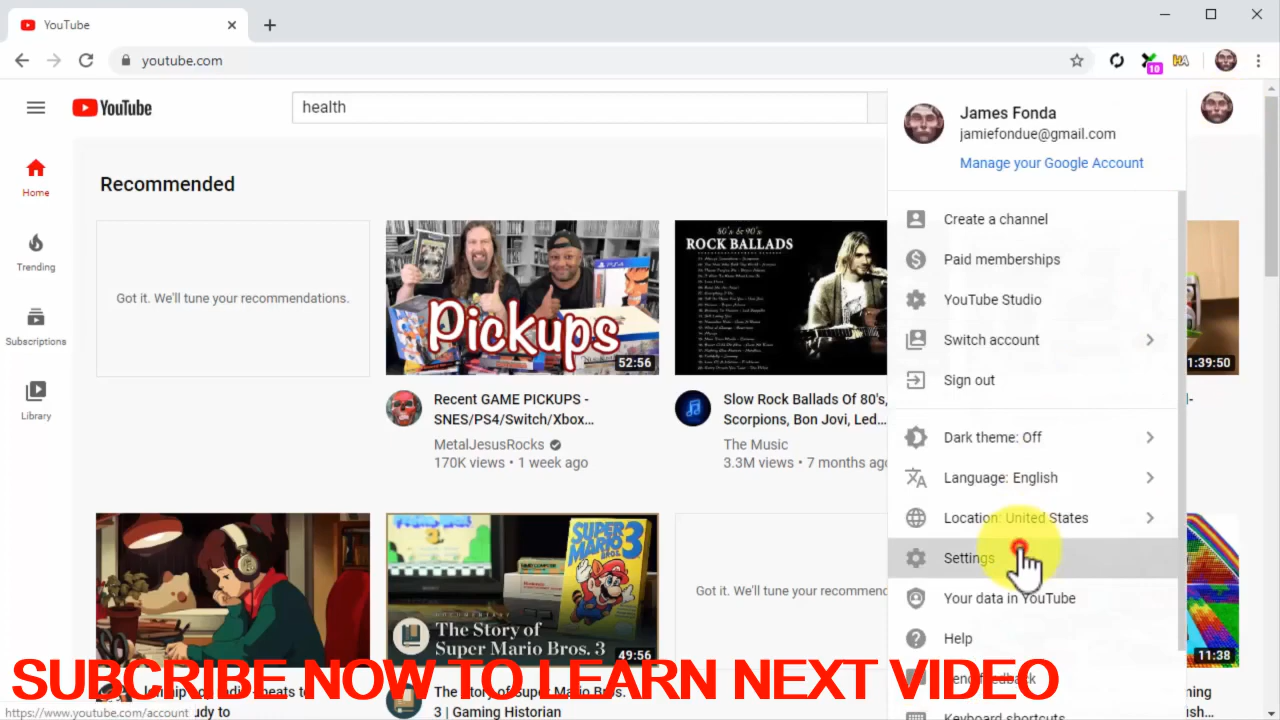 YouTube
youtube.com
10
HA
YouTube
health
James Fonda
jamiefondue@gmail.com
Manage your Google Account
Home
Trending
Subscriptions
Library
Recommended
Got it. We'll tune your recommendations.
Pickups
52:56
Recent GAME PICKUPS -
SNES/PS4/Switch/Xbox...
MetalJesusRocks
170K views • 1 week ago
80's & 90's
ROCK BALLADS
Slow Rock Ballads Of 80's,
Scorpions, Bon Jovi, Led...
The Music
3.3M views • 7 months ago
1:39:50
Create a channel
Paid memberships
YouTube Studio
Switch account
Sign out
Dark theme: Off
Language: English
Location: United States
Settings
Your data in YouTube
Help
Send feedback
Keyboard shortcuts
SUPER MARIO
BROS. 3
The Story of
Super Mario Bros. 3
49:56
The Story of Super Mario Bros.
3 | Gaming Historian
Got it. We'll tune your recommend
11:38
SUBCRIBE NOW TO LEARN NEXT VIDEO
https://www.youtube.com/account